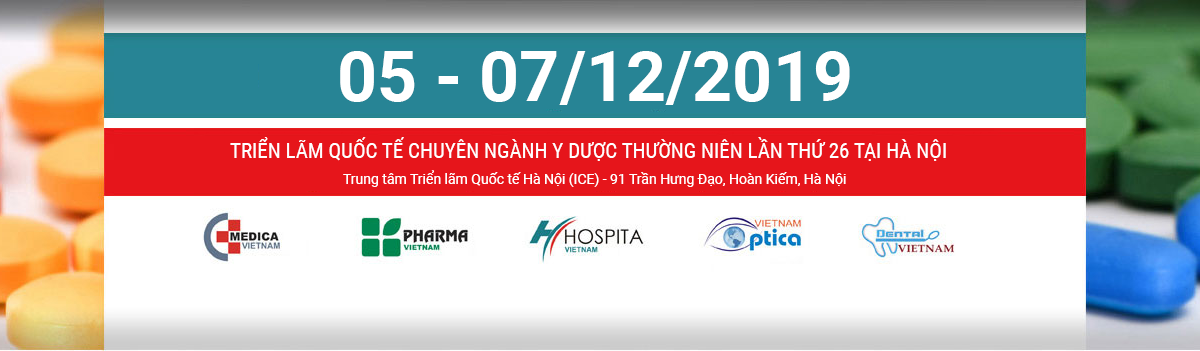 05 - 07/12/2019
TRIỂN LÃM QUỐC TẾ CHUYÊN NGÀNH Y DƯỢC THƯỜNG NIÊN LẦN THỨ 26 TẠI HÀ NỘI
Trung tâm Triển lãm Quốc tế Hà Nội (ICE) - 91 Trần Hưng Đạo, Hoàn Kiếm, Hà Nội
MEDICA
VIETNAM
PHARMA
VIETNAM
HOSPITA
VIETNAM
VIETNAM
Optica
Dental
VIETNAM